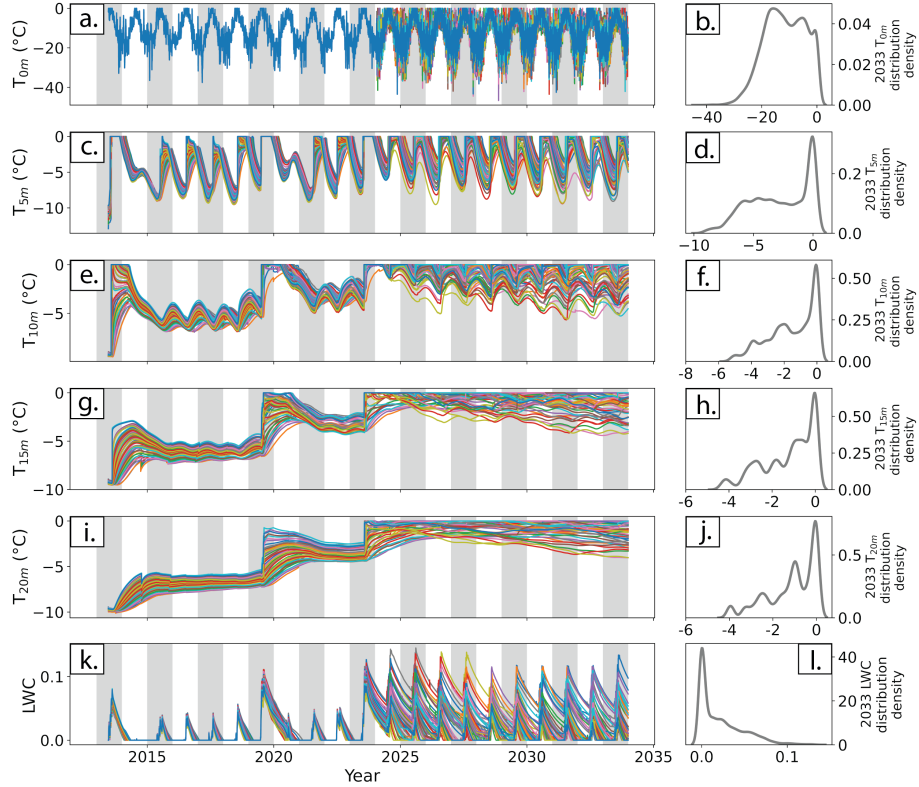 a.
T0m (°C)
0
−20
−40
b.
0.04
0.02
0.00
−40
−20
0
2033 T0m
distribution
density
c.
T5m (°C)
0
−5
−10
d.
0.2
0.0
−10
−5
0
2033 T5m
distribution
density
e.
T10m (°C)
0
−5
f.
0.50
0.25
0.00
-6
-4
-2
0
2033 T10m
distribution
density
g.
T15m (°C)
0
−5
−10
h.
0.50
0.25
0.00
-6
-4
-2
0
2033 T15m
distribution
density
i.
T20m (°C)
0
−5
−10
j.
0.5
0.0
-6
-4
-2
0
2033 T20m
distribution
density
k.
LWC
0.1
0.0
2015
2020
2025
2030
2035
Year
l.
40
20
0
0.0
0.1
2033 LWC
distribution
density